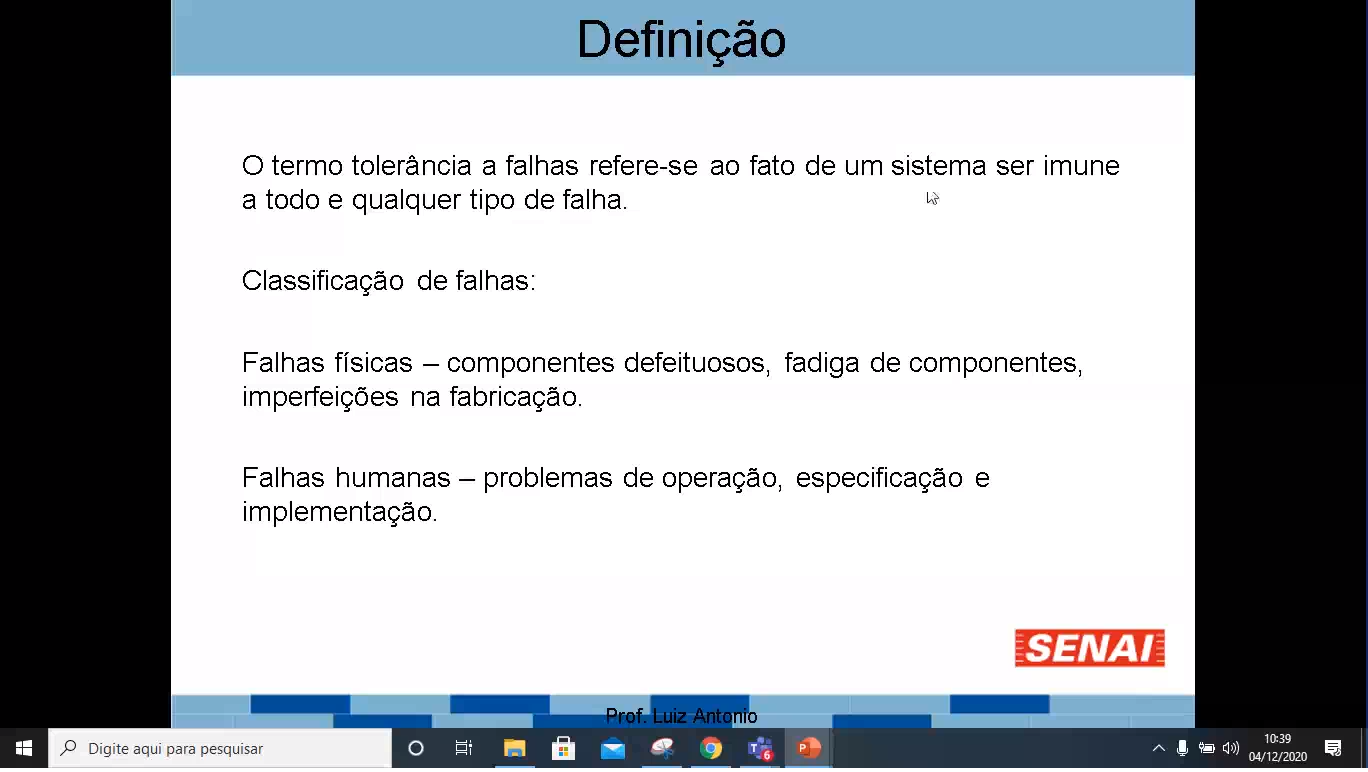 Definição
O termo tolerância a falhas refere-se ao fato de um sistema ser imune
a todo e qualquer tipo de falha.
Classificação de falhas:
Falhas físicas – componentes defeituosos, fadiga de componentes,
imperfeições na fabricação.
Falhas humanas – problemas de operação, especificação e
implementação.
SENAI
Prof. Luiz Antonio
Digite aqui para pesquisar
6
10:39
04/12/2020